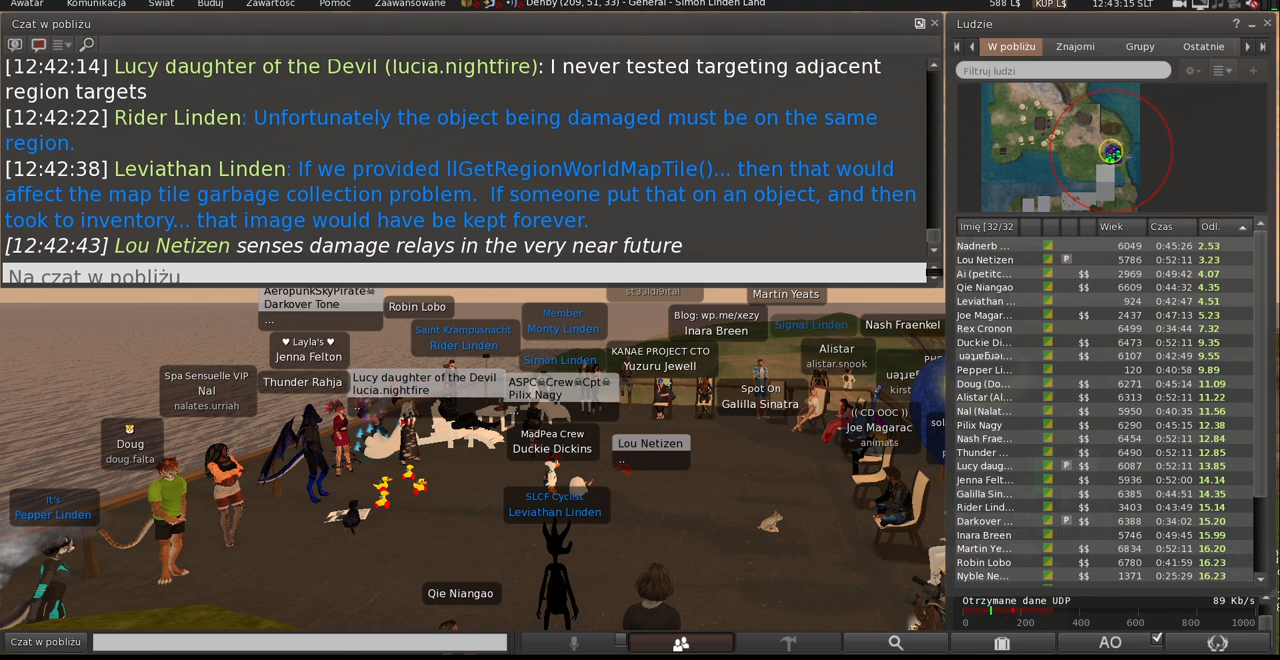 Awatar Komunikacja Świat Buduj Zawartość Pomoc Zaawansowane Denby (209, 51, 33) - General - Simon Linden Land 588 L$ KUP L$ 12:43:15 SLT
Czat w pobliżu
[12:42:14] Lucy daughter of the Devil (lucia.nightfire): I never tested targeting adjacent
region targets
[12:42:22] Rider Linden: Unfortunately the object being damaged must be on the same
region.
[12:42:38] Leviathan Linden: If we provided llGetRegionWorldMapTile()... then that would
affect the map tile garbage collection problem.  If someone put that on an object, and then
took to inventory... that image would have be kept forever.
[12:42:43] Lou Netizen senses damage relays in the very near future
Na czat w pobliżu
AeropunkSkyPirate☠
Darkover Tone
...
Robin Lobo
st33ldi9ital
Martin Yeats
Member
Monty Linden
Saint Krampusnacht
Rider Linden
Blog: wp.me/xezy
Inara Breen
Signal Linden
Nash Fraenkel
♥ Layla's ♥
Jenna Felton
Simon Linden
KANAE PROJECT CTO
Yuzuru Jewell
Alistar
alistar.snook
Spa Sensuelle VIP
Nal
nalates.urriah
Thunder Rahja
Lucy daughter of the Devil
lucia.nightfire
...
ASPC☠Crew☠Cpt☠
Pilix Nagy
Spot On
Galilla Sinatra
kirst
(( CD OOC ))
Joe Magarac
animats
sol
Doug
doug.falta
MadPea Crew
Duckie Dickins
Lou Netizen
It's
Pepper Linden
SLCF Cyclist
Leviathan Linden
Qie Niangao
Czat w pobliżu
Ludzie
? _ ×
W pobliżu Znajomi Grupy Ostatnie
Filtruj ludzi
Imię [32/32 Wiek Czas Odl.
Nadnerb ... 6049 0:45:26 2.53
Lou Netizen P 5786 0:52:11 3.23
Ai (petitc... $$ 2969 0:49:42 4.07
Qie Niangao $$ 6609 0:44:32 4.35
Leviathan ... 924 0:42:47 4.51
Joe Magar... $$ 2437 0:47:13 5.23
Rex Cronon 6499 0:34:44 7.32
Duckie Di... $$ 6473 0:52:11 9.35
$$ 6107 0:42:49 9.55
Pepper Li... 120 0:40:58 9.89
Doug (Do... $$ 6271 0:45:14 11.09
Alistar (Al... $$ 6313 0:52:11 11.22
Nal (Nalat... $$ 5950 0:40:35 11.56
Pilix Nagy $$ 6290 0:45:15 12.38
Nash Frae... $$ 6454 0:52:11 12.84
Thunder ... $$ 6490 0:52:11 12.85
Lucy daug... P $$ 6087 0:52:11 13.85
Jenna Felt... $$ 5936 0:52:00 14.14
Galilla Sin... $$ 6385 0:44:51 14.35
Rider Lind... $$ 3403 0:43:49 15.14
Darkover ... P $$ 6388 0:34:02 15.20
Inara Breen 5746 0:49:45 15.99
Martin Ye... $$ 6834 0:52:11 16.20
Robin Lobo $$ 6780 0:41:59 16.23
Nyble Ne... $$ 1371 0:25:29 16.23
Otrzymane dane UDP 89 Kb/s
0 200 400 600 800 1000
AO